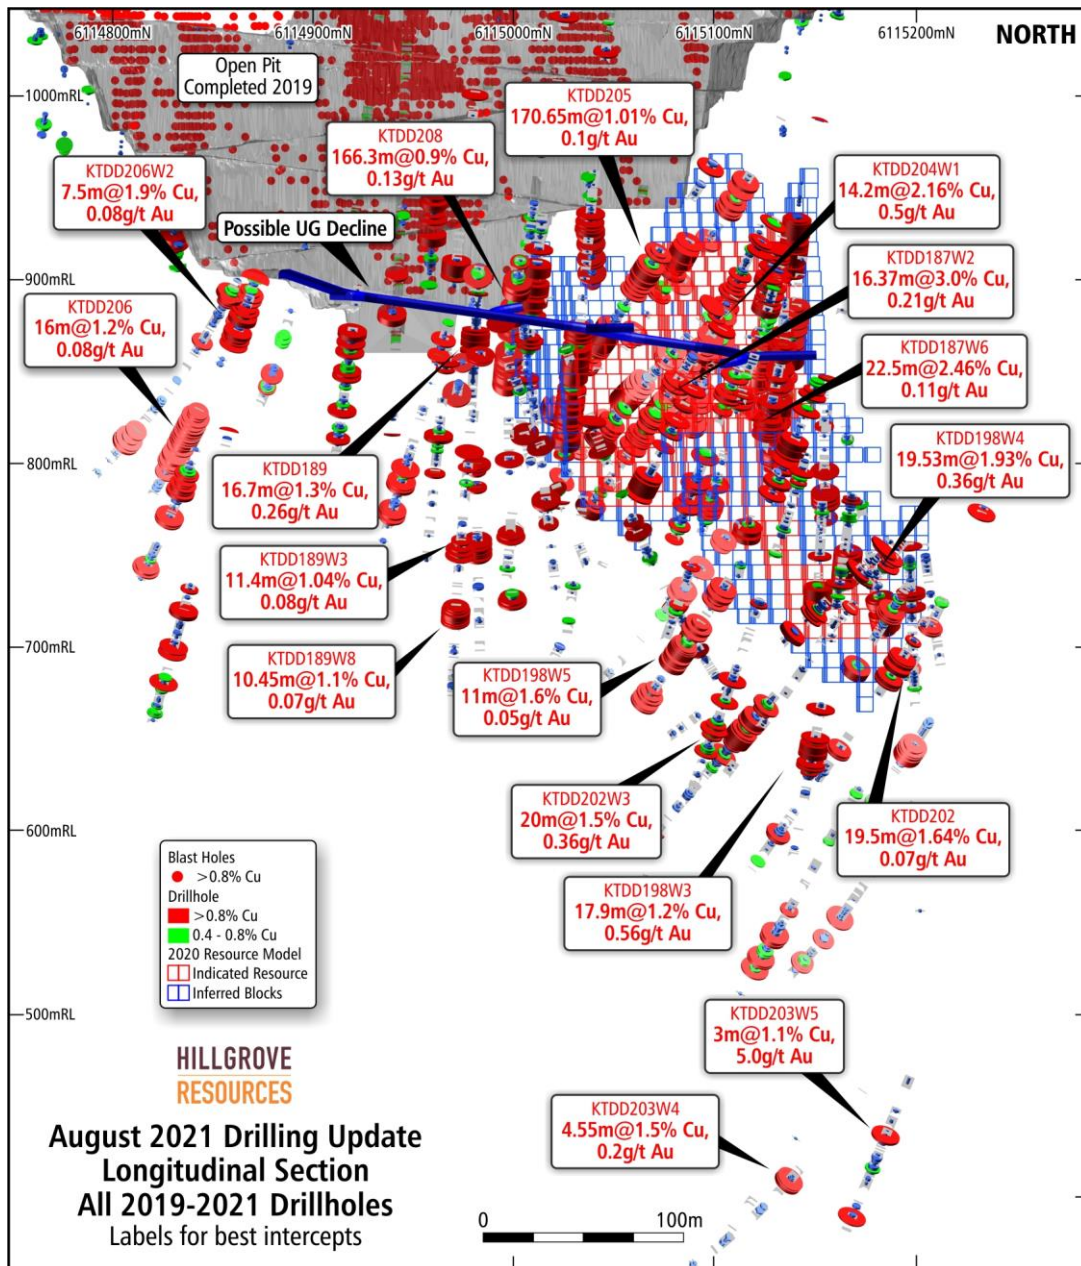 6114800mN
6114900mN
6115000mN
6115100mN
6115200mN
NORTH
Open Pit
Completed 2019
1000mRL
KTDD205
170.65m@1.01% Cu,
0.1g/t Au
KTDD208
166.3m@0.9% Cu,
0.13g/t Au
KTDD206W2
7.5m@1.9% Cu,
0.08g/t Au
KTDD204W1
14.2m@2.16% Cu,
0.5g/t Au
Possible UG Decline
KTDD187W2
16.37m@3.0% Cu,
0.21g/t Au
900mRL
KTDD206
16m@1.2% Cu,
0.08g/t Au
KTDD187W6
22.5m@2.46% Cu,
0.11g/t Au
KTDD198W4
19.53m@1.93% Cu,
0.36g/t Au
800mRL
KTDD189
16.7m@1.3% Cu,
0.26g/t Au
KTDD189W3
11.4m@1.04% Cu,
0.08g/t Au
700mRL
KTDD189W8
10.45m@1.1% Cu,
0.07g/t Au
KTDD198W5
11m@1.6% Cu,
0.05g/t Au
KTDD202W3
20m@1.5% Cu,
0.36g/t Au
KTDD202
19.5m@1.64% Cu,
0.07g/t Au
600mRL
KTDD198W3
17.9m@1.2% Cu,
0.56g/t Au
Blast Holes
>0.8% Cu
Drillhole
>0.8% Cu
0.4 - 0.8% Cu
2020 Resource Model
Indicated Resource
Inferred Blocks
500mRL
KTDD203W5
3m@1.1% Cu,
5.0g/t Au
HILLGROVE
RESOURCES
KTDD203W4
4.55m@1.5% Cu,
0.2g/t Au
August 2021 Drilling Update
Longitudinal Section
All 2019-2021 Drillholes
Labels for best intercepts
0
100m